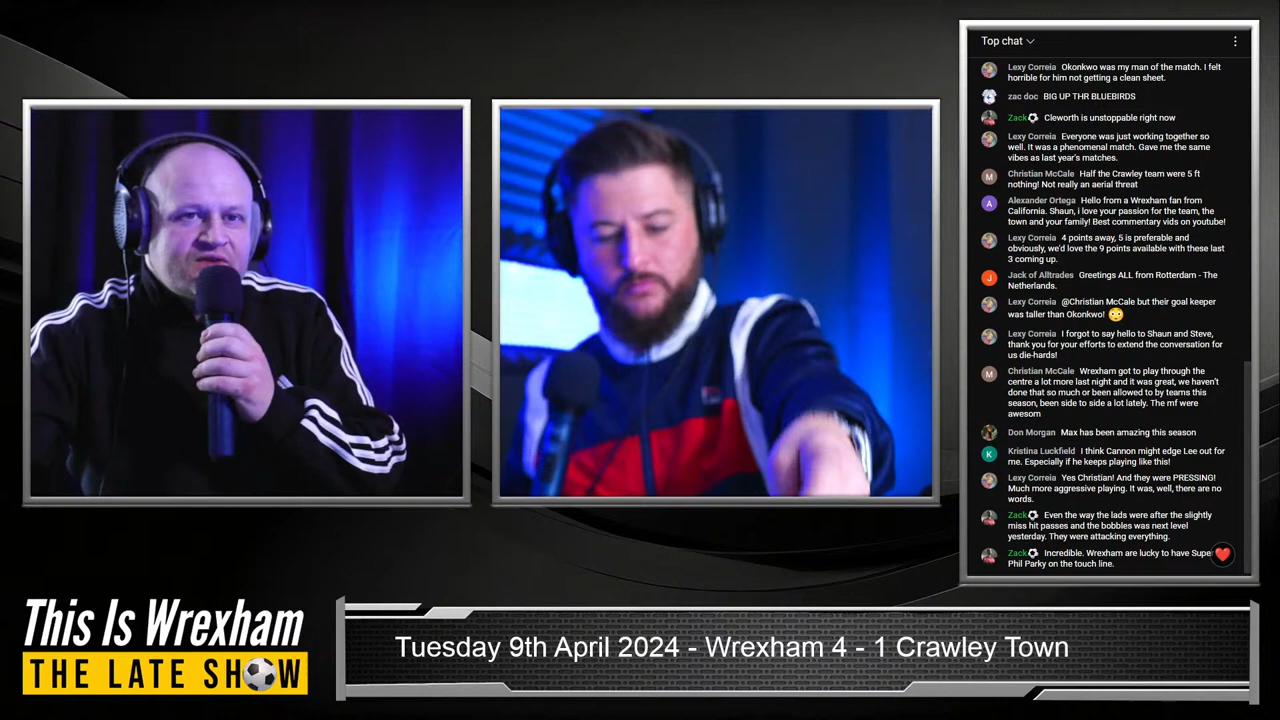 Top chat
Lexy Correia Okonkwo was my man of the match. I felt
horrible for him not getting a clean sheet.
zac doc BIG UP THR BLUEBIRDS
Zack Cleworth is unstoppable right now
Lexy Correia Everyone was just working together so
well. It was a phenomenal match. Gave me the same
vibes as last year's matches.
M
Christian McCale Half the Crawley team were 5 ft
nothing! Not really an aerial threat
A
Alexander Ortega Hello from a Wrexham fan from
California. Shaun, i love your passion for the team, the
town and your family! Best commentary vids on youtube!
Lexy Correia 4 points away, 5 is preferable and
obviously, we'd love the 9 points available with these last
3 coming up.
J
Jack of Alltrades Greetings ALL from Rotterdam - The
Netherlands.
Lexy Correia @Christian McCale but their goal keeper
was taller than Okonkwo!
Lexy Correia I forgot to say hello to Shaun and Steve,
thank you for your efforts to extend the conversation for
us die-hards!
M
Christian McCale Wrexham got to play through the
centre a lot more last night and it was great, we haven't
done that so much or been allowed to by teams this
season, been side to side a lot lately. The mf were
awesom
Don Morgan Max has been amazing this season
K
Kristina Luckfield I think Cannon might edge Lee out for
me. Especially if he keeps playing like this!
Lexy Correia Yes Christian! And they were PRESSING!
Much more aggressive playing. It was, well, there are no
words.
Zack Even the way the lads were after the slightly
miss hit passes and the bobbles was next level
yesterday. They were attacking everything.
Zack Incredible. Wrexham are lucky to have Supe
Phil Parky on the touch line.
This Is Wrexham
THE LATE SHOW
Tuesday 9th April 2024 - Wrexham 4 - 1 Crawley Town